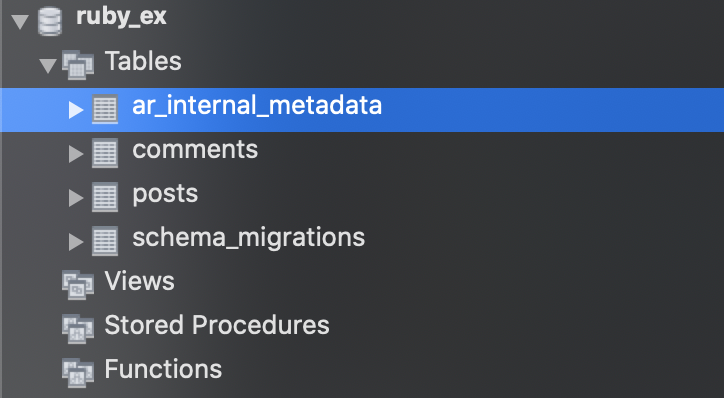 ruby_ex
Tables
ar_internal_metadata
comments
posts
schema_migrations
Views
Stored Procedures
Functions